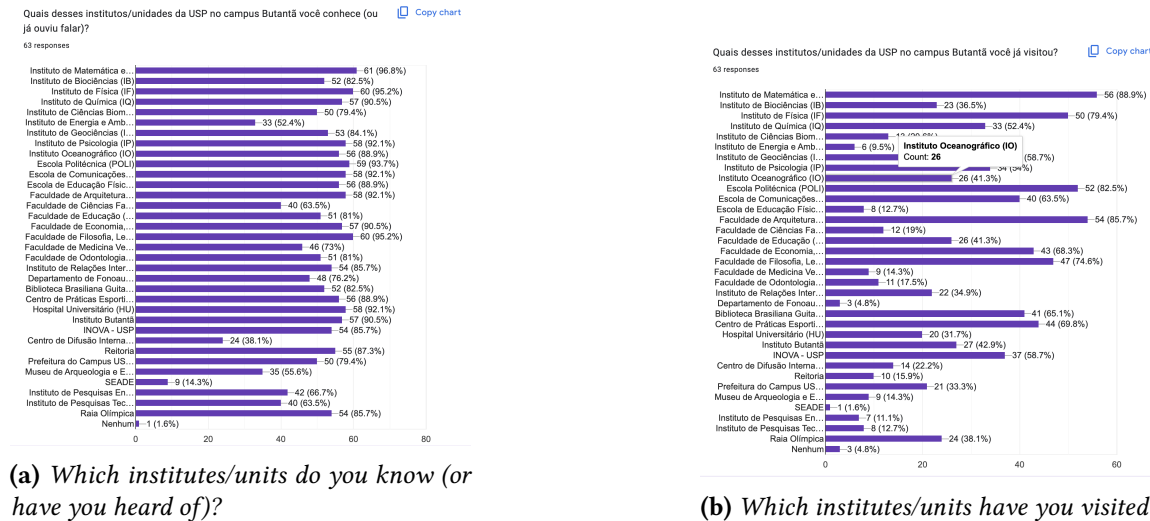 Quais desses institutos/unidades da USP no campus Butantã você conhece (ou
já ouviu falar)?
Copy chart
63 responses
Instituto de Matemática e... 61 (96.8%)
Instituto de Biociências (IB) 52 (82.5%)
Instituto de Física (IF) 60 (95.2%)
Instituto de Química (IQ) 57 (90.5%)
Instituto de Ciências Biom... 50 (79.4%)
Instituto de Energia e Amb... 33 (52.4%)
Instituto de Geociências (I... 53 (84.1%)
Instituto de Psicologia (IP) 58 (92.1%)
Instituto Oceanográfico (IO) 56 (88.9%)
Escola Politécnica (POLI) 59 (93.7%)
Escola de Comunicações... 58 (92.1%)
Escola de Educação Físic... 56 (88.9%)
Faculdade de Arquitetura... 58 (92.1%)
Faculdade de Ciências Fa... 40 (63.5%)
Faculdade de Educação (... 51 (81%)
Faculdade de Economia,... 57 (90.5%)
Faculdade de Filosofia, Le... 60 (95.2%)
Faculdade de Medicina Ve... 46 (73%)
Faculdade de Odontologia... 51 (81%)
Instituto de Relações Inter... 54 (85.7%)
Departamento de Fonoau... 48 (76.2%)
Biblioteca Brasiliana Guita... 52 (82.5%)
Centro de Práticas Esporti... 56 (88.9%)
Hospital Universitário (HU) 58 (92.1%)
Instituto Butantã 57 (90.5%)
INOVA - USP 54 (85.7%)
Centro de Difusão Interna... 24 (38.1%)
Reitoria 55 (87.3%)
Prefeitura do Campus US... 50 (79.4%)
Museu de Arqueologia e E... 35 (55.6%)
SEADE 9 (14.3%)
Instituto de Pesquisas En... 42 (66.7%)
Instituto de Pesquisas Tec... 40 (63.5%)
Raia Olímpica 54 (85.7%)
Nenhum 1 (1.6%)
0 20 40 60 80
(a) Which institutes/units do you know (or
have you heard of)?
Quais desses institutos/unidades da USP no campus Butantã você já visitou?
Copy chart
63 responses
Instituto de Matemática e... 56 (88.9%)
Instituto de Biociências (IB) 23 (36.5%)
Instituto de Física (IF) 50 (79.4%)
Instituto de Química (IQ) 33 (52.4%)
Instituto de Ciências Biom...
Instituto de Energia e Amb... 6 (9.5%)
Instituto Oceanográfico (IO)
Count: 26
Instituto de Geociências (I... (58.7%)
Instituto de Psicologia (IP) 34 (54%)
Instituto Oceanográfico (IO) 26 (41.3%)
Escola Politécnica (POLI) 52 (82.5%)
Escola de Comunicações... 40 (63.5%)
Escola de Educação Físic... 8 (12.7%)
Faculdade de Arquitetura... 54 (85.7%)
Faculdade de Ciências Fa... 12 (19%)
Faculdade de Educação (... 26 (41.3%)
Faculdade de Economia,... 43 (68.3%)
Faculdade de Filosofia, Le... 47 (74.6%)
Faculdade de Medicina Ve... 9 (14.3%)
Faculdade de Odontologia... 11 (17.5%)
Instituto de Relações Inter... 22 (34.9%)
Departamento de Fonoau... 3 (4.8%)
Biblioteca Brasiliana Guita... 41 (65.1%)
Centro de Práticas Esporti... 44 (69.8%)
Hospital Universitário (HU) 20 (31.7%)
Instituto Butantã 27 (42.9%)
INOVA - USP 37 (58.7%)
Centro de Difusão Interna... 14 (22.2%)
Reitoria 10 (15.9%)
Prefeitura do Campus US... 21 (33.3%)
Museu de Arqueologia e E... 9 (14.3%)
SEADE 1 (1.6%)
Instituto de Pesquisas En... 7 (11.1%)
Instituto de Pesquisas Tec... 8 (12.7%)
Raia Olímpica 24 (38.1%)
Nenhum 3 (4.8%)
0 20 40 60
(b) Which institutes/units have you visited